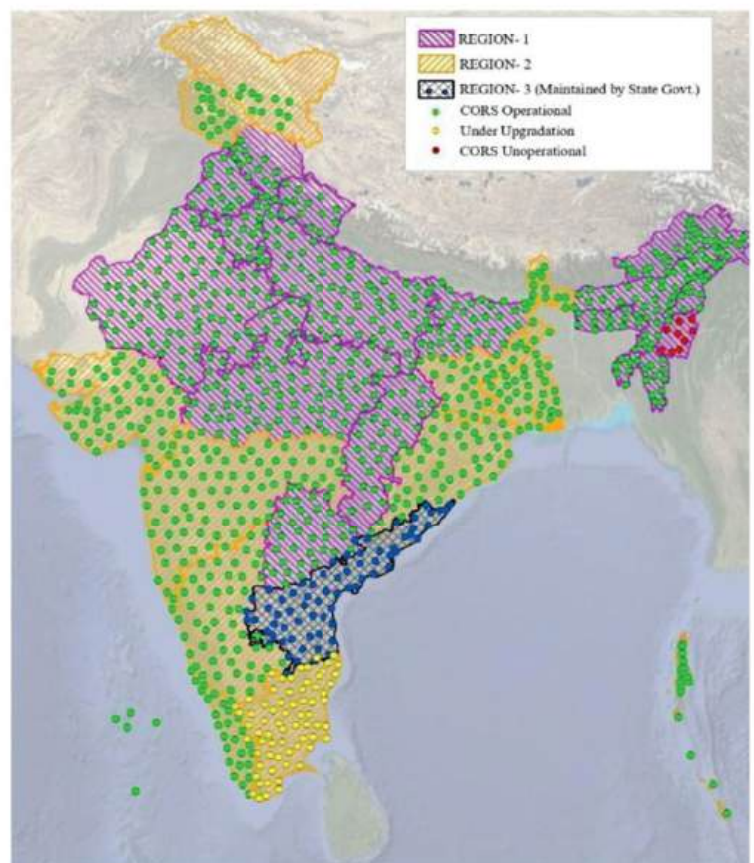 REGION- 1
REGION- 2
REGION- 3 (Maintained by State Govt.)
CORS Operational
Under Upgradation
CORS Unoperational